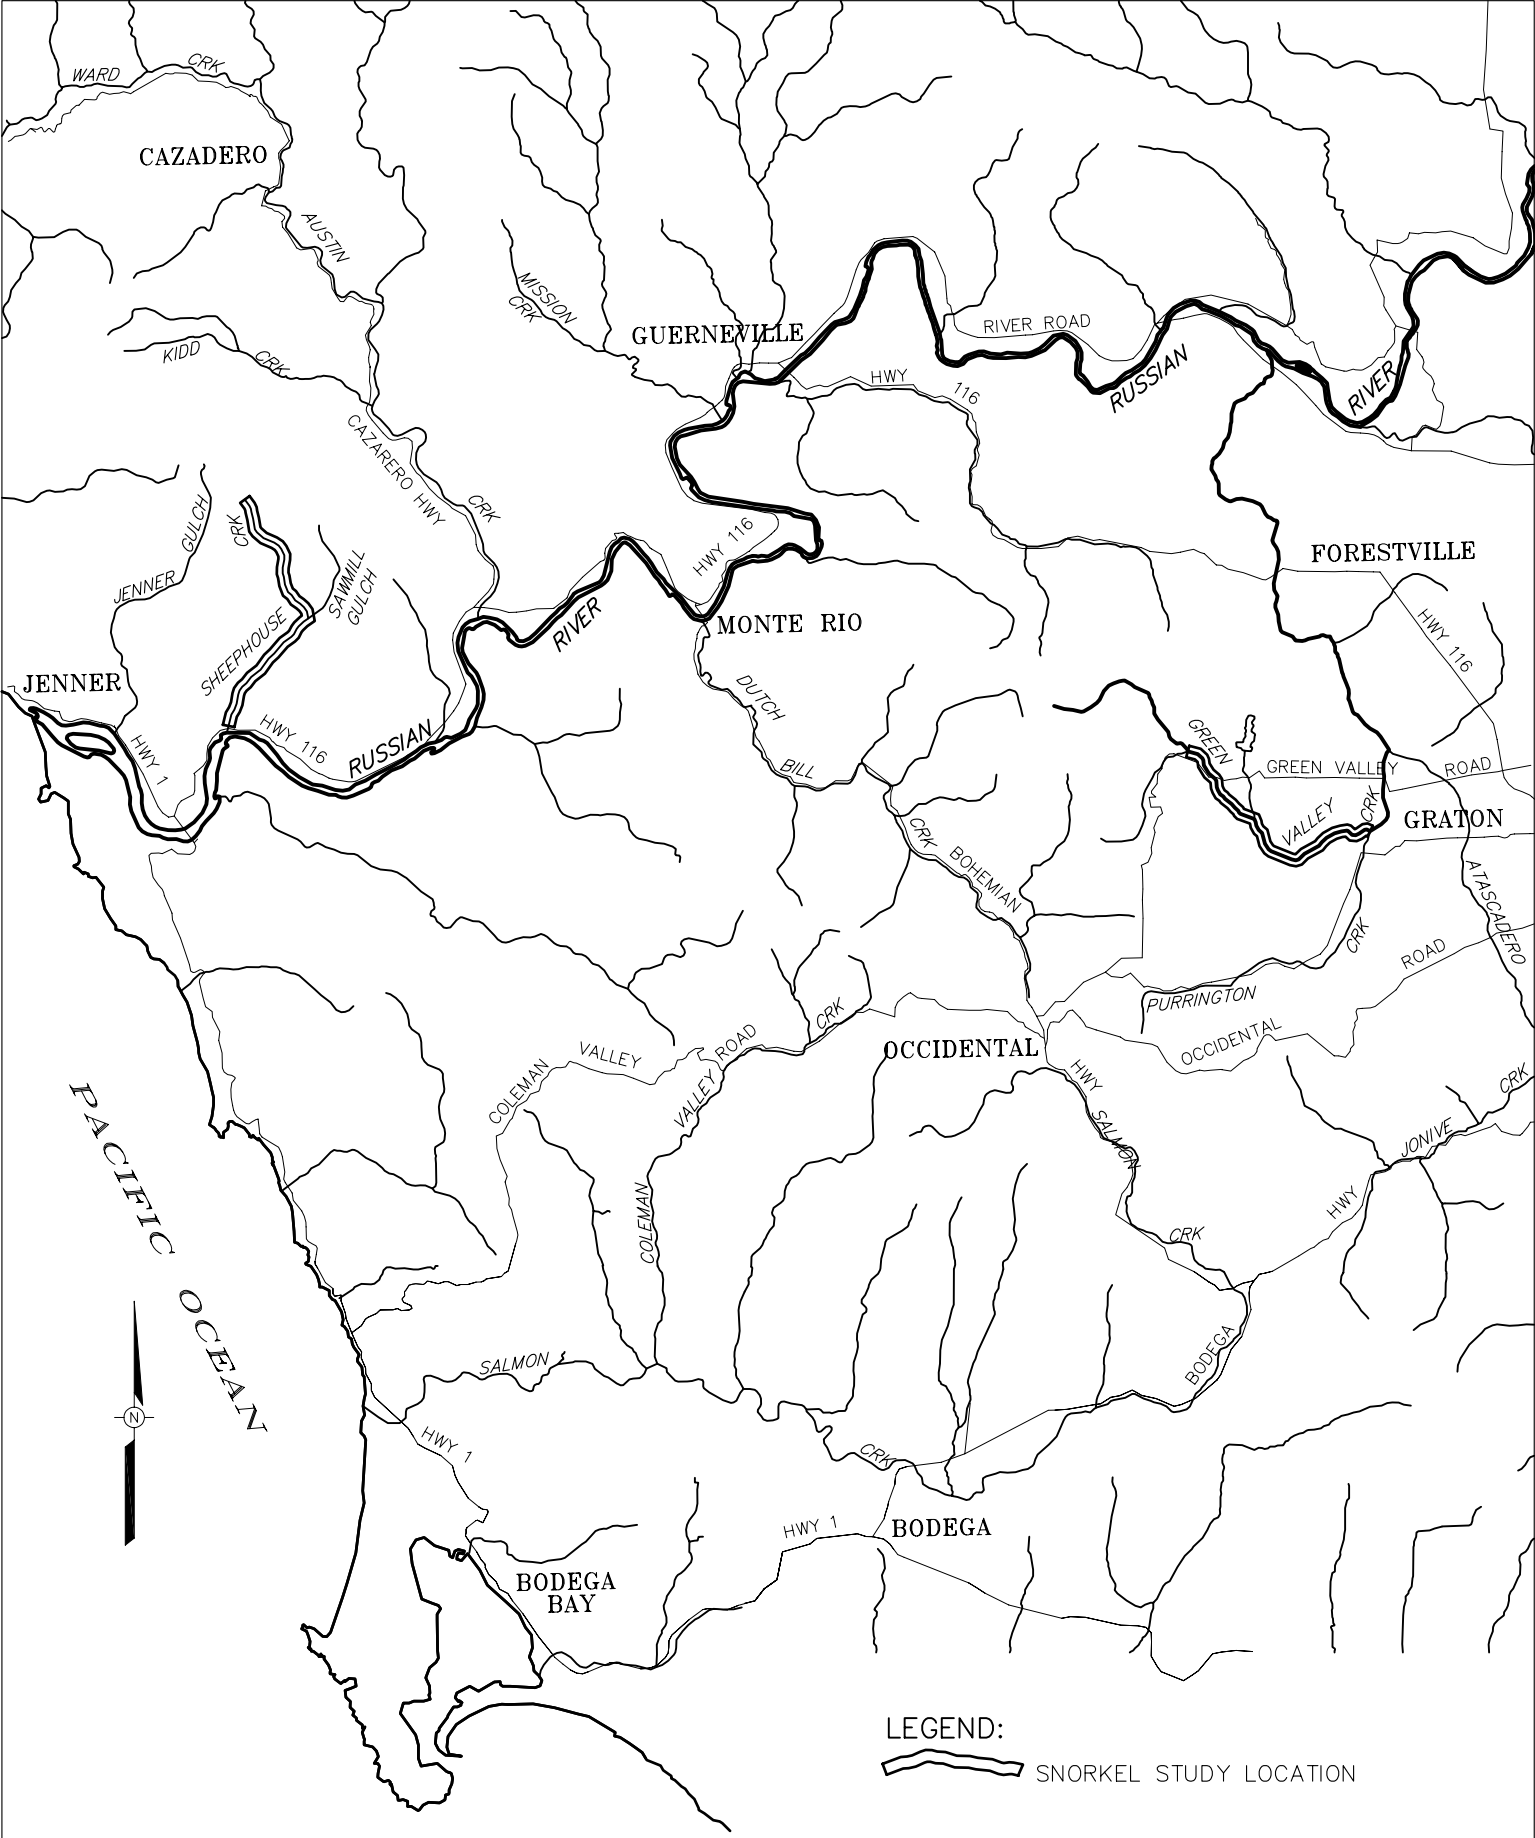 WARD
CRK
CAZADERO
AUSTIN
MISSION
CRK
GUERNEVILLE
RIVER ROAD
KIDD
CRK
HWY
116
RUSSIAN
RIVER
CAZARERO HWY
CRK
GULCH
CRK
JENNER
SAWMILL
GULCH
HWY 116
FORESTVILLE
SHEEPHOUSE
RIVER
MONTE RIO
HWY 116
JENNER
DUTCH
HWY 116
RUSSIAN
HWY 1
BILL
GREEN
GREEN VALLEY
ROAD
CRK
VALLEY
GRATON
CRK
BOHEMIAN
ATASCADERO
CRK
ROAD
PURRINGTON
CRK
ROAD
OCCIDENTAL
OCCIDENTAL
VALLEY
COLEMAN
VALLEY
HWY
CRK
PACIFIC OCEAN
SALMON
JONIVE
COLEMAN
HWY
CRK
SALMON
BODEGA
HWY 1
CRK
HWY 1
BODEGA
BODEGA
BAY
N
LEGEND:
SNORKEL STUDY LOCATION